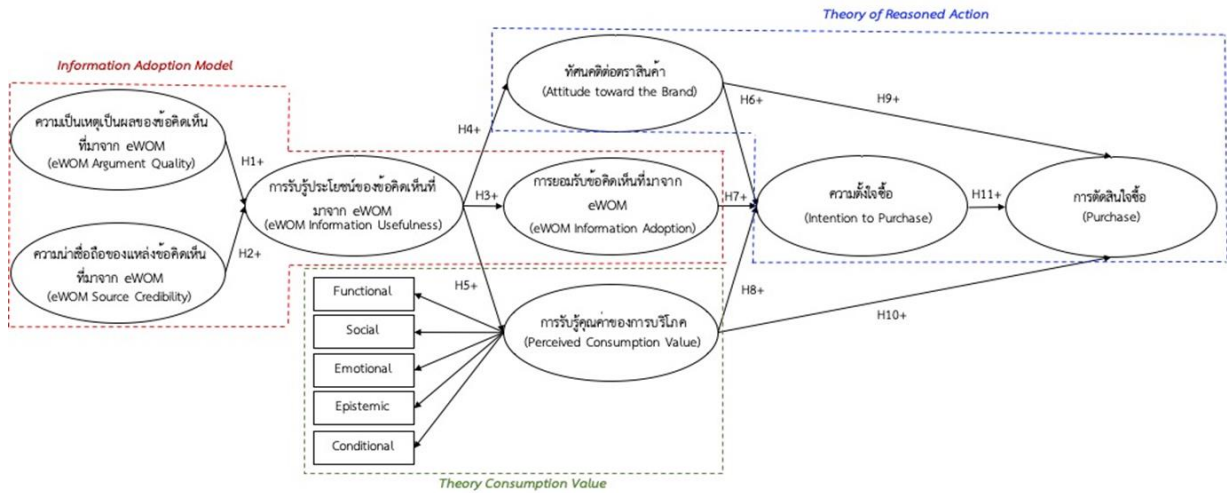 Theory of Reasoned Action
Information Adoption Model
ทัศนคติต่อตราสินค้า
(Attitude toward the Brand)
H6+
H9+
ความเป็นเหตุเป็นผลของข้อคิดเห็น
ที่มาจาก eWOM
(eWOM Argument Quality)
H4+
H1+
การรับรู้ประโยชน์ของข้อคิดเห็นที่
มาจาก eWOM
(eWOM Information Usefulness)
H3+
การยอมรับข้อคิดเห็นที่มาจาก
eWOM
(eWOM Information Adoption)
H7+
ความตั้งใจซื้อ
(Intention to Purchase)
H11+
การตัดสินใจซื้อ
(Purchase)
H2+
ความน่าเชื่อถือของแหล่งข้อคิดเห็น
ที่มาจาก eWOM
(eWOM Source Credibility)
H5+
H8+
H10+
Functional
Social
Emotional
Epistemic
Conditional
การรับรู้คุณค่าของการบริโภค
(Perceived Consumption Value)
Theory Consumption Value